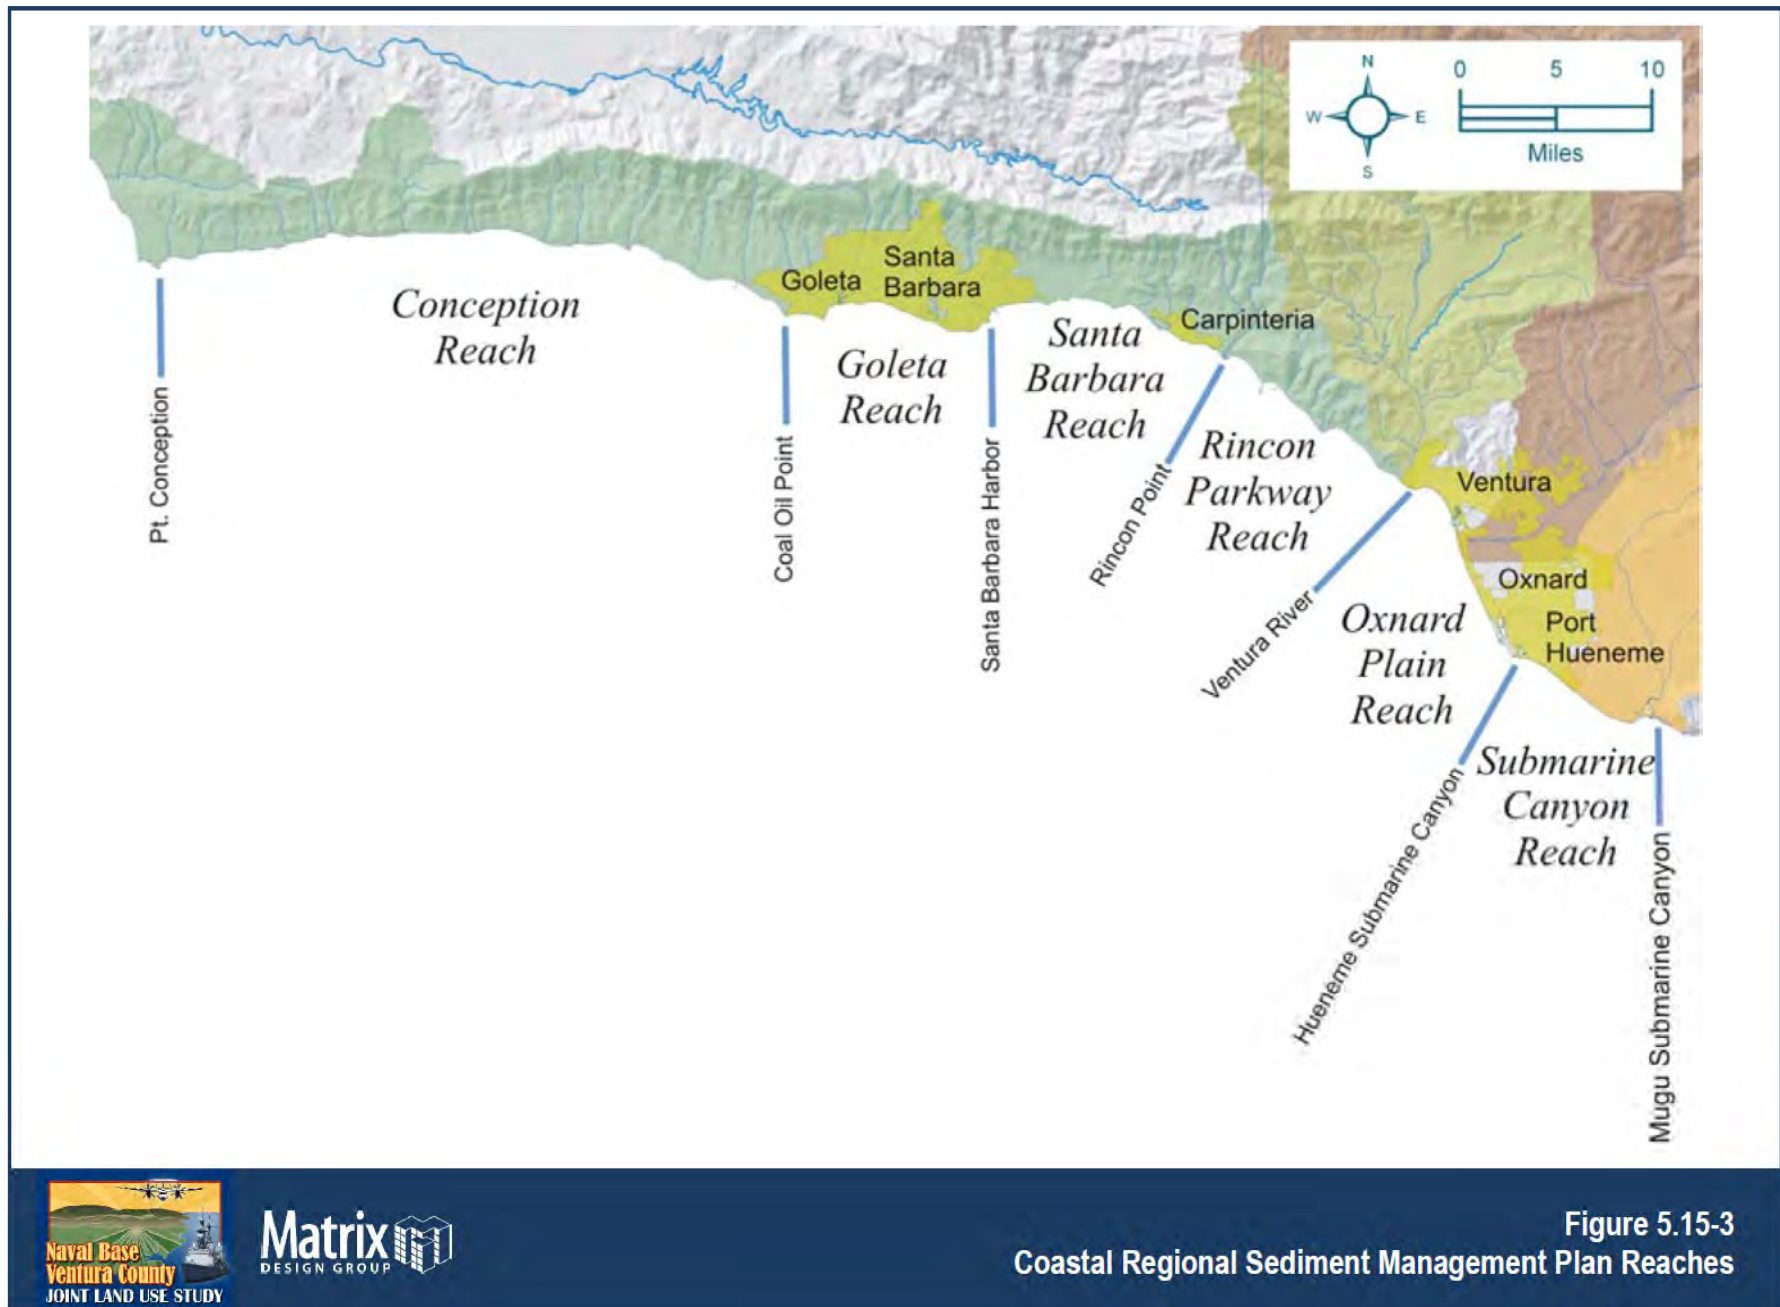 N
W
E
S
0 5 10
Miles
Goleta
Santa
Barbara
Carpinteria
Ventura
Oxnard
Port
Hueneme
Conception
Reach
Goleta
Reach
Santa
Barbara
Reach
Rincon
Parkway
Reach
Oxnard
Plain
Reach
Submarine
Canyon
Reach
Pt. Conception
Coal Oil Point
Santa Barbara Harbor
Rincon Point
Ventura River
Hueneme Submarine Canyon
Mugu Submarine Canyon
Naval Base
Ventura County
JOINT LAND USE STUDY
Matrix
DESIGN GROUP
Figure 5.15-3
Coastal Regional Sediment Management Plan Reaches